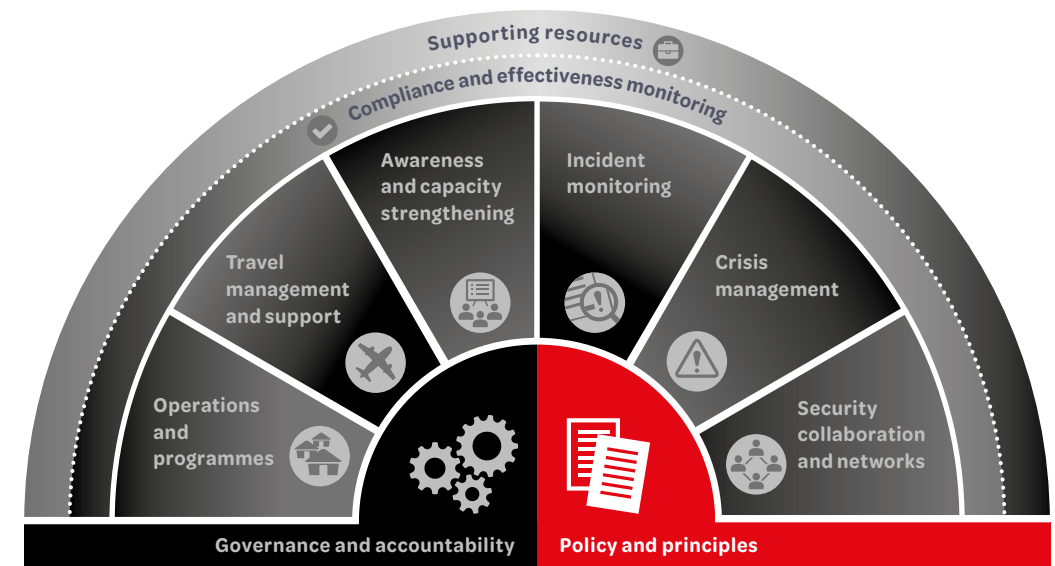 Supporting resources
Compliance and effectiveness monitoring
Awareness
and capacity
strengthening
Incident
monitoring
Travel
management
and support
Crisis
management
Operations
and
programmes
Security
collaboration
and networks
Governance and accountability
Policy and principles